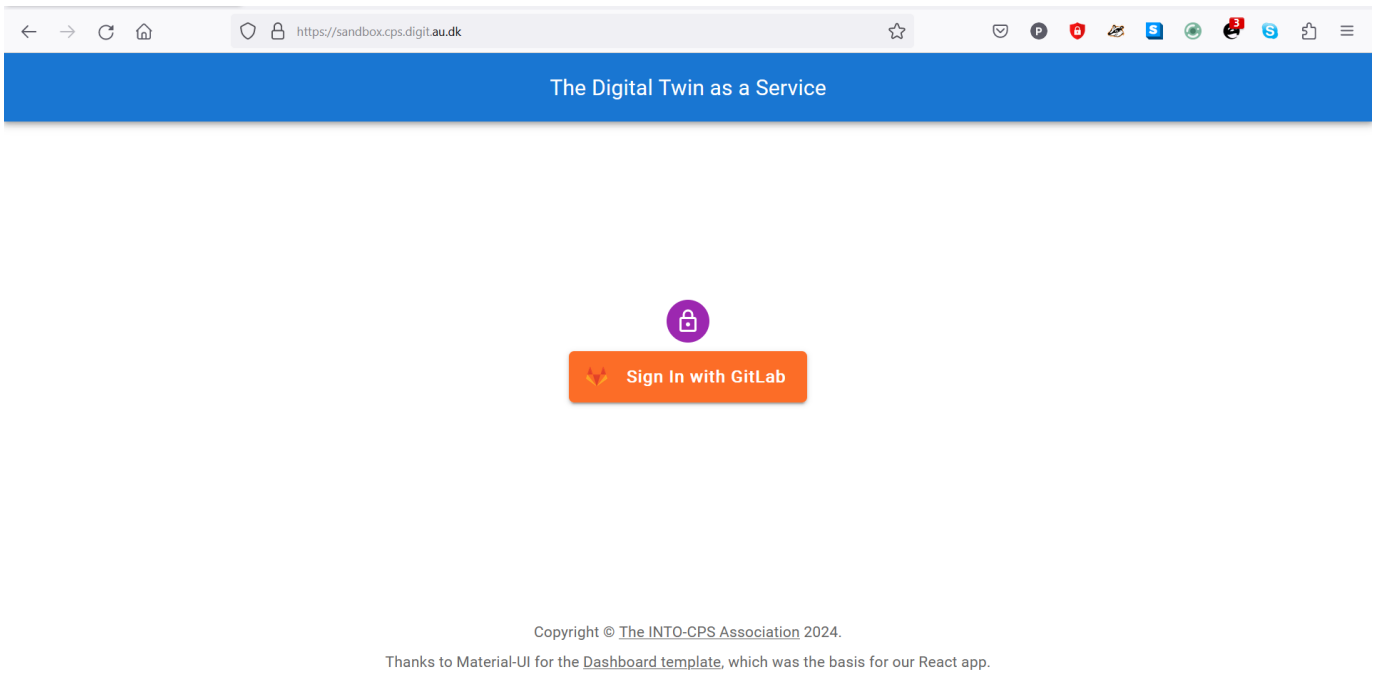 https://sandbox.cps.digit.au.dk
P
S
3
S
The Digital Twin as a Service
Sign In with GitLab
Copyright © The INTO-CPS Association 2024.
Thanks to Material-UI for the Dashboard template, which was the basis for our React app.